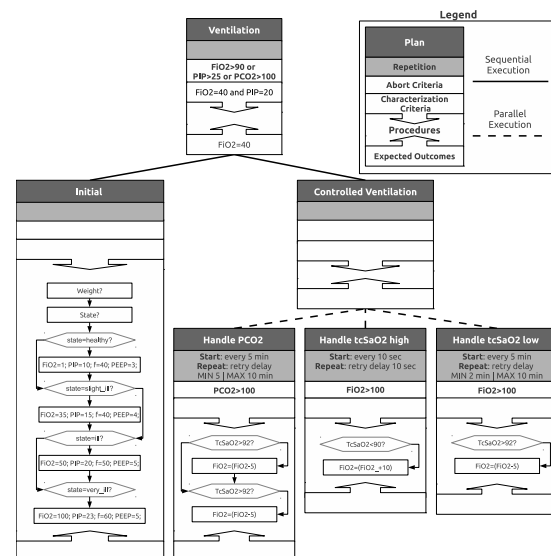 Legend
Plan
Repetition
Abort Criteria
Characterization
Criteria
Procedures
Expected Outcomes
Sequential
Execution
Parallel
Execution
Ventilation
FiO2>90 or
PIP>25 or PCO2>100
FiO2=40 and PIP=20
FiO2=40
Initial
Weight?
State?
state=healthy?
FiO2=1; PIP=10; f=40; PEEP=3;
state=slight_ill?
FiO2=35; PIP=15; f=40; PEEP=4;
state=ill?
FiO2=50; PIP=20; f=50; PEEP=5;
state=very_ill?
FiO2=100; PIP=23; f=60; PEEP=5;
Controlled Ventilation
Handle PCO2
Start: every 5 min
Repeat: retry delay
MIN 5 | MAX 10 min
PCO2>100
TcSaO2>92?
FiO2=(FiO2-5)
TcSaO2>92?
FiO2=(FiO2-5)
Handle tcSaO2 high
Start: every 10 sec
Repeat: retry delay 10 sec
FiO2>100
TcSaO2<90?
FiO2=(FiO2_+10)
Handle tcSaO2 low
Start: every 5 min
Repeat: retry delay
MIN 2 min | MAX 10 min
FiO2>100
TcSaO2>92?
FiO2=(FiO2-5)